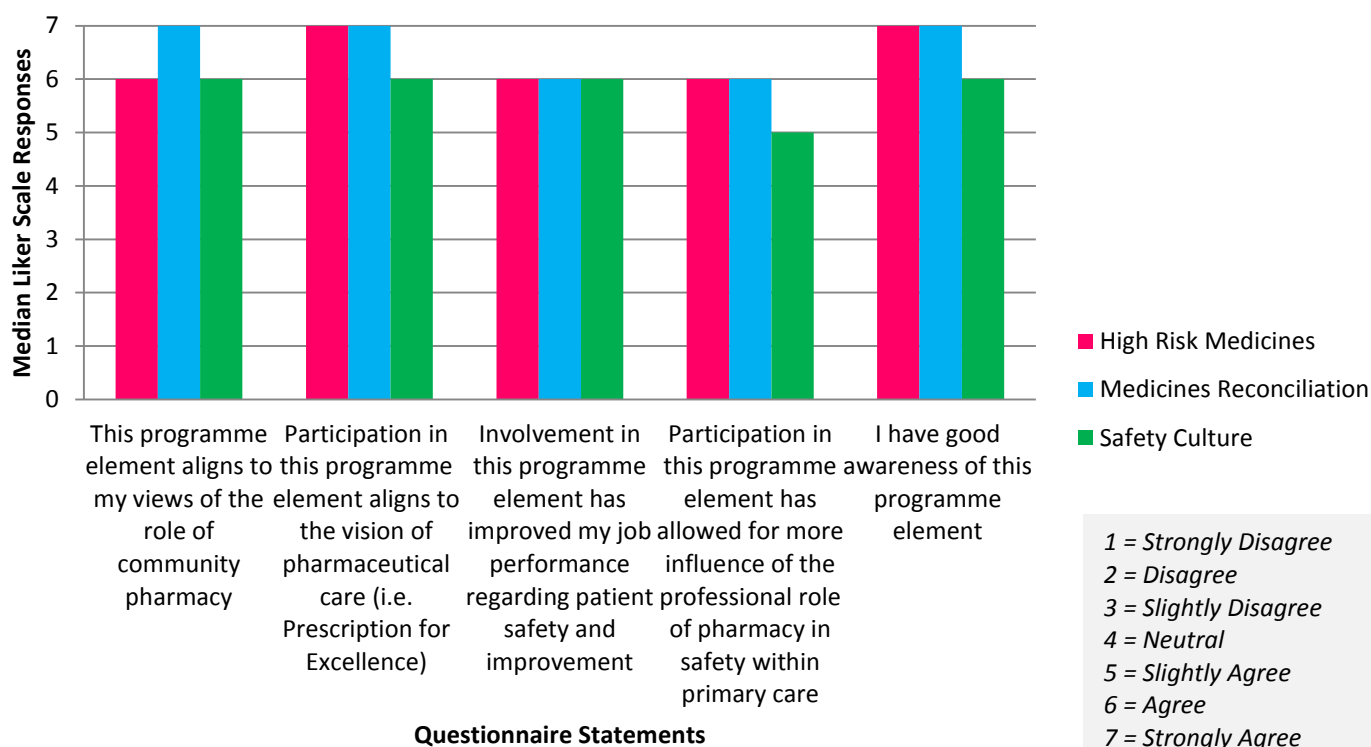 Median Liker Scale Responses
7
6
5
4
3
2
1
0
This programme
element aligns to
my views of the
role of
community
pharmacy
Participation in
this programme
element aligns to
the vision of
pharmaceutical
care (i.e.
Prescription for
Excellence)
Involvement in
this programme
element has
improved my job
performance
regarding patient
safety and
improvement
Participation in
this programme
element has
allowed for more
influence of the
professional role
of pharmacy in
safety within
primary care
I have good
awareness of this
programme
element
Questionnaire Statements
High Risk Medicines
Medicines Reconciliation
Safety Culture
1 = Strongly Disagree
2 = Disagree
3 = Slightly Disagree
4 = Neutral
5 = Slightly Agree
6 = Agree
7 = Strongly Agree